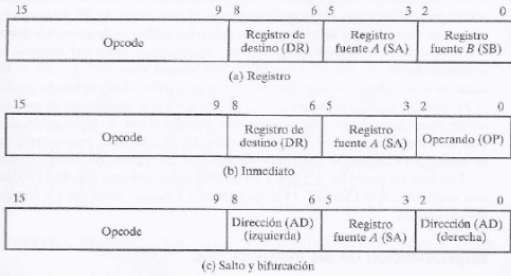 15 9 8 6 5 3 2 0
Opcode
Registro de destino (DR)
Registro fuente A (SA)
Registro fuente B (SB)
(a) Registro
15 9 8 6 5 3 2 0
Opcode
Registro de destino (DR)
Registro fuente A (SA)
Operando (OP)
(b) Inmediato
15 9 8 6 5 3 2 0
Opcode
Dirección (AD) (izquierda)
Registro fuente A (SA)
Dirección (AD) (derecha)
(c) Salto y bifurcación